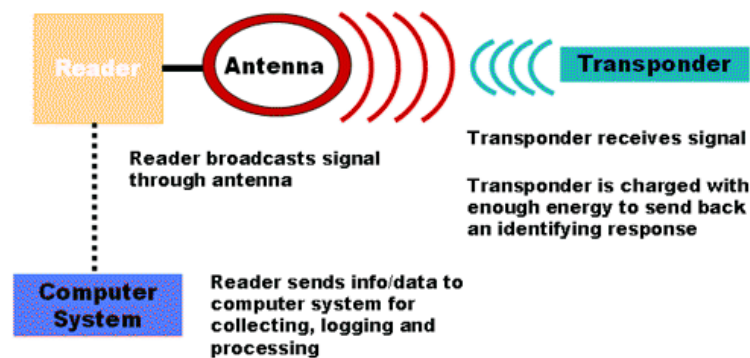 Reader
Antenna
Transponder
Reader broadcasts signal
through antenna
Transponder receives signal
Transponder is charged with
enough energy to send back
an identifying response
Computer
System
Reader sends info/data to
computer system for
collecting, logging and
processing